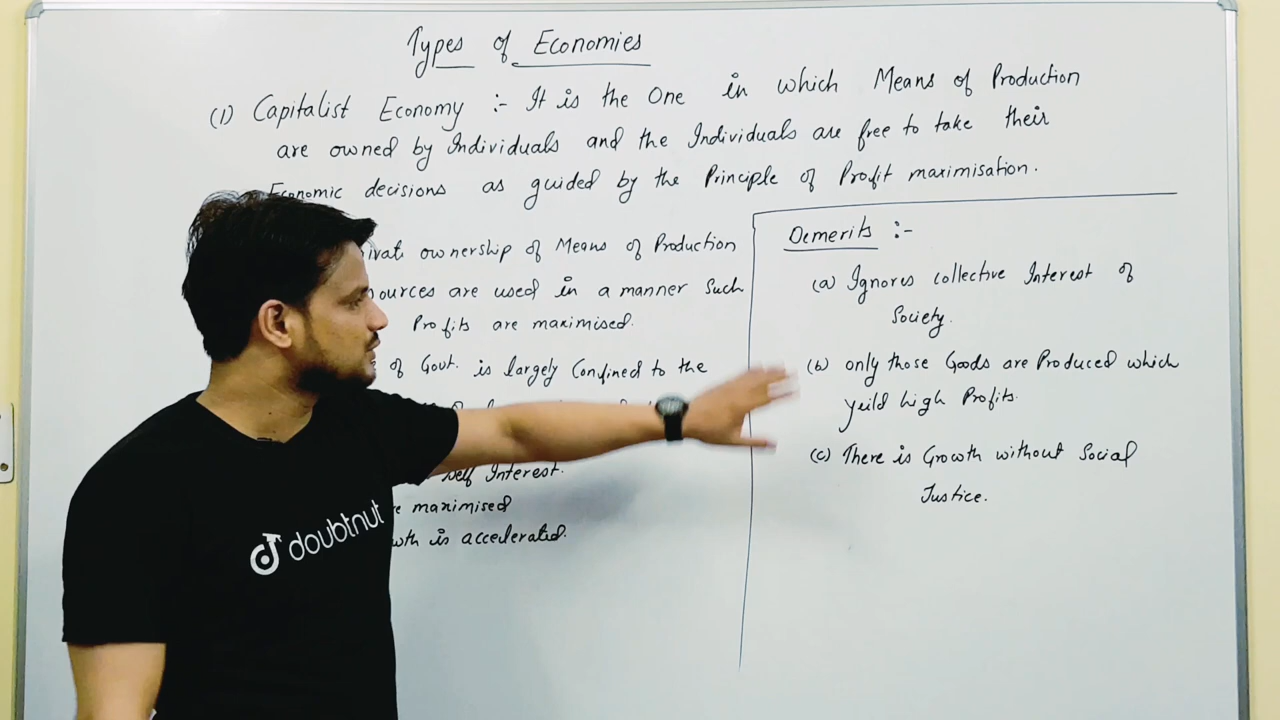 Types of Economies
(1) Capitalist Economy :- It is the One in which Means of Production
are owned by Individuals and the Individuals are free to take their
Economic decisions as guided by the Principle of Profit maximisation.
ownership of Means of Production
are used in a manner Such
Profits are maximised.
of Govt. is largely Confined to the
Self Interest.
maximised
is accelerated.
Demerits :-
(a) Ignores collective Interest of
Society.
(b) only those Goods are Produced which
yeild high Profits.
(c) There is Growth without Social
Justice.
doubtnut